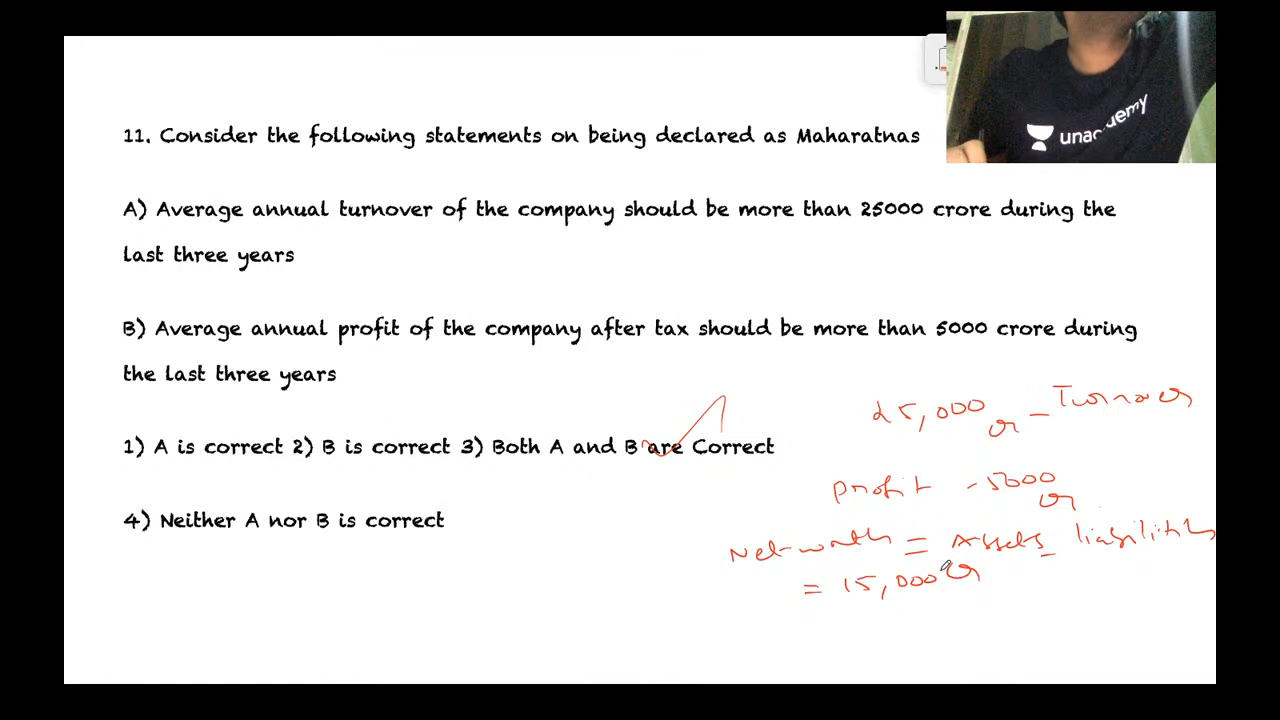 unacademy
11. Consider the following statements on being declared as Maharatnas
A) Average annual turnover of the company should be more than 25000 crore during the
last three years
B) Average annual profit of the company after tax should be more than 5000 crore during
the last three years
25,000 cr - Turnover
1) A is correct 2) B is correct 3) Both A and B are Correct
profit - 5000 cr
4) Neither A nor B is correct
Net-worth = Assets - liabilities
= 15,000 cr